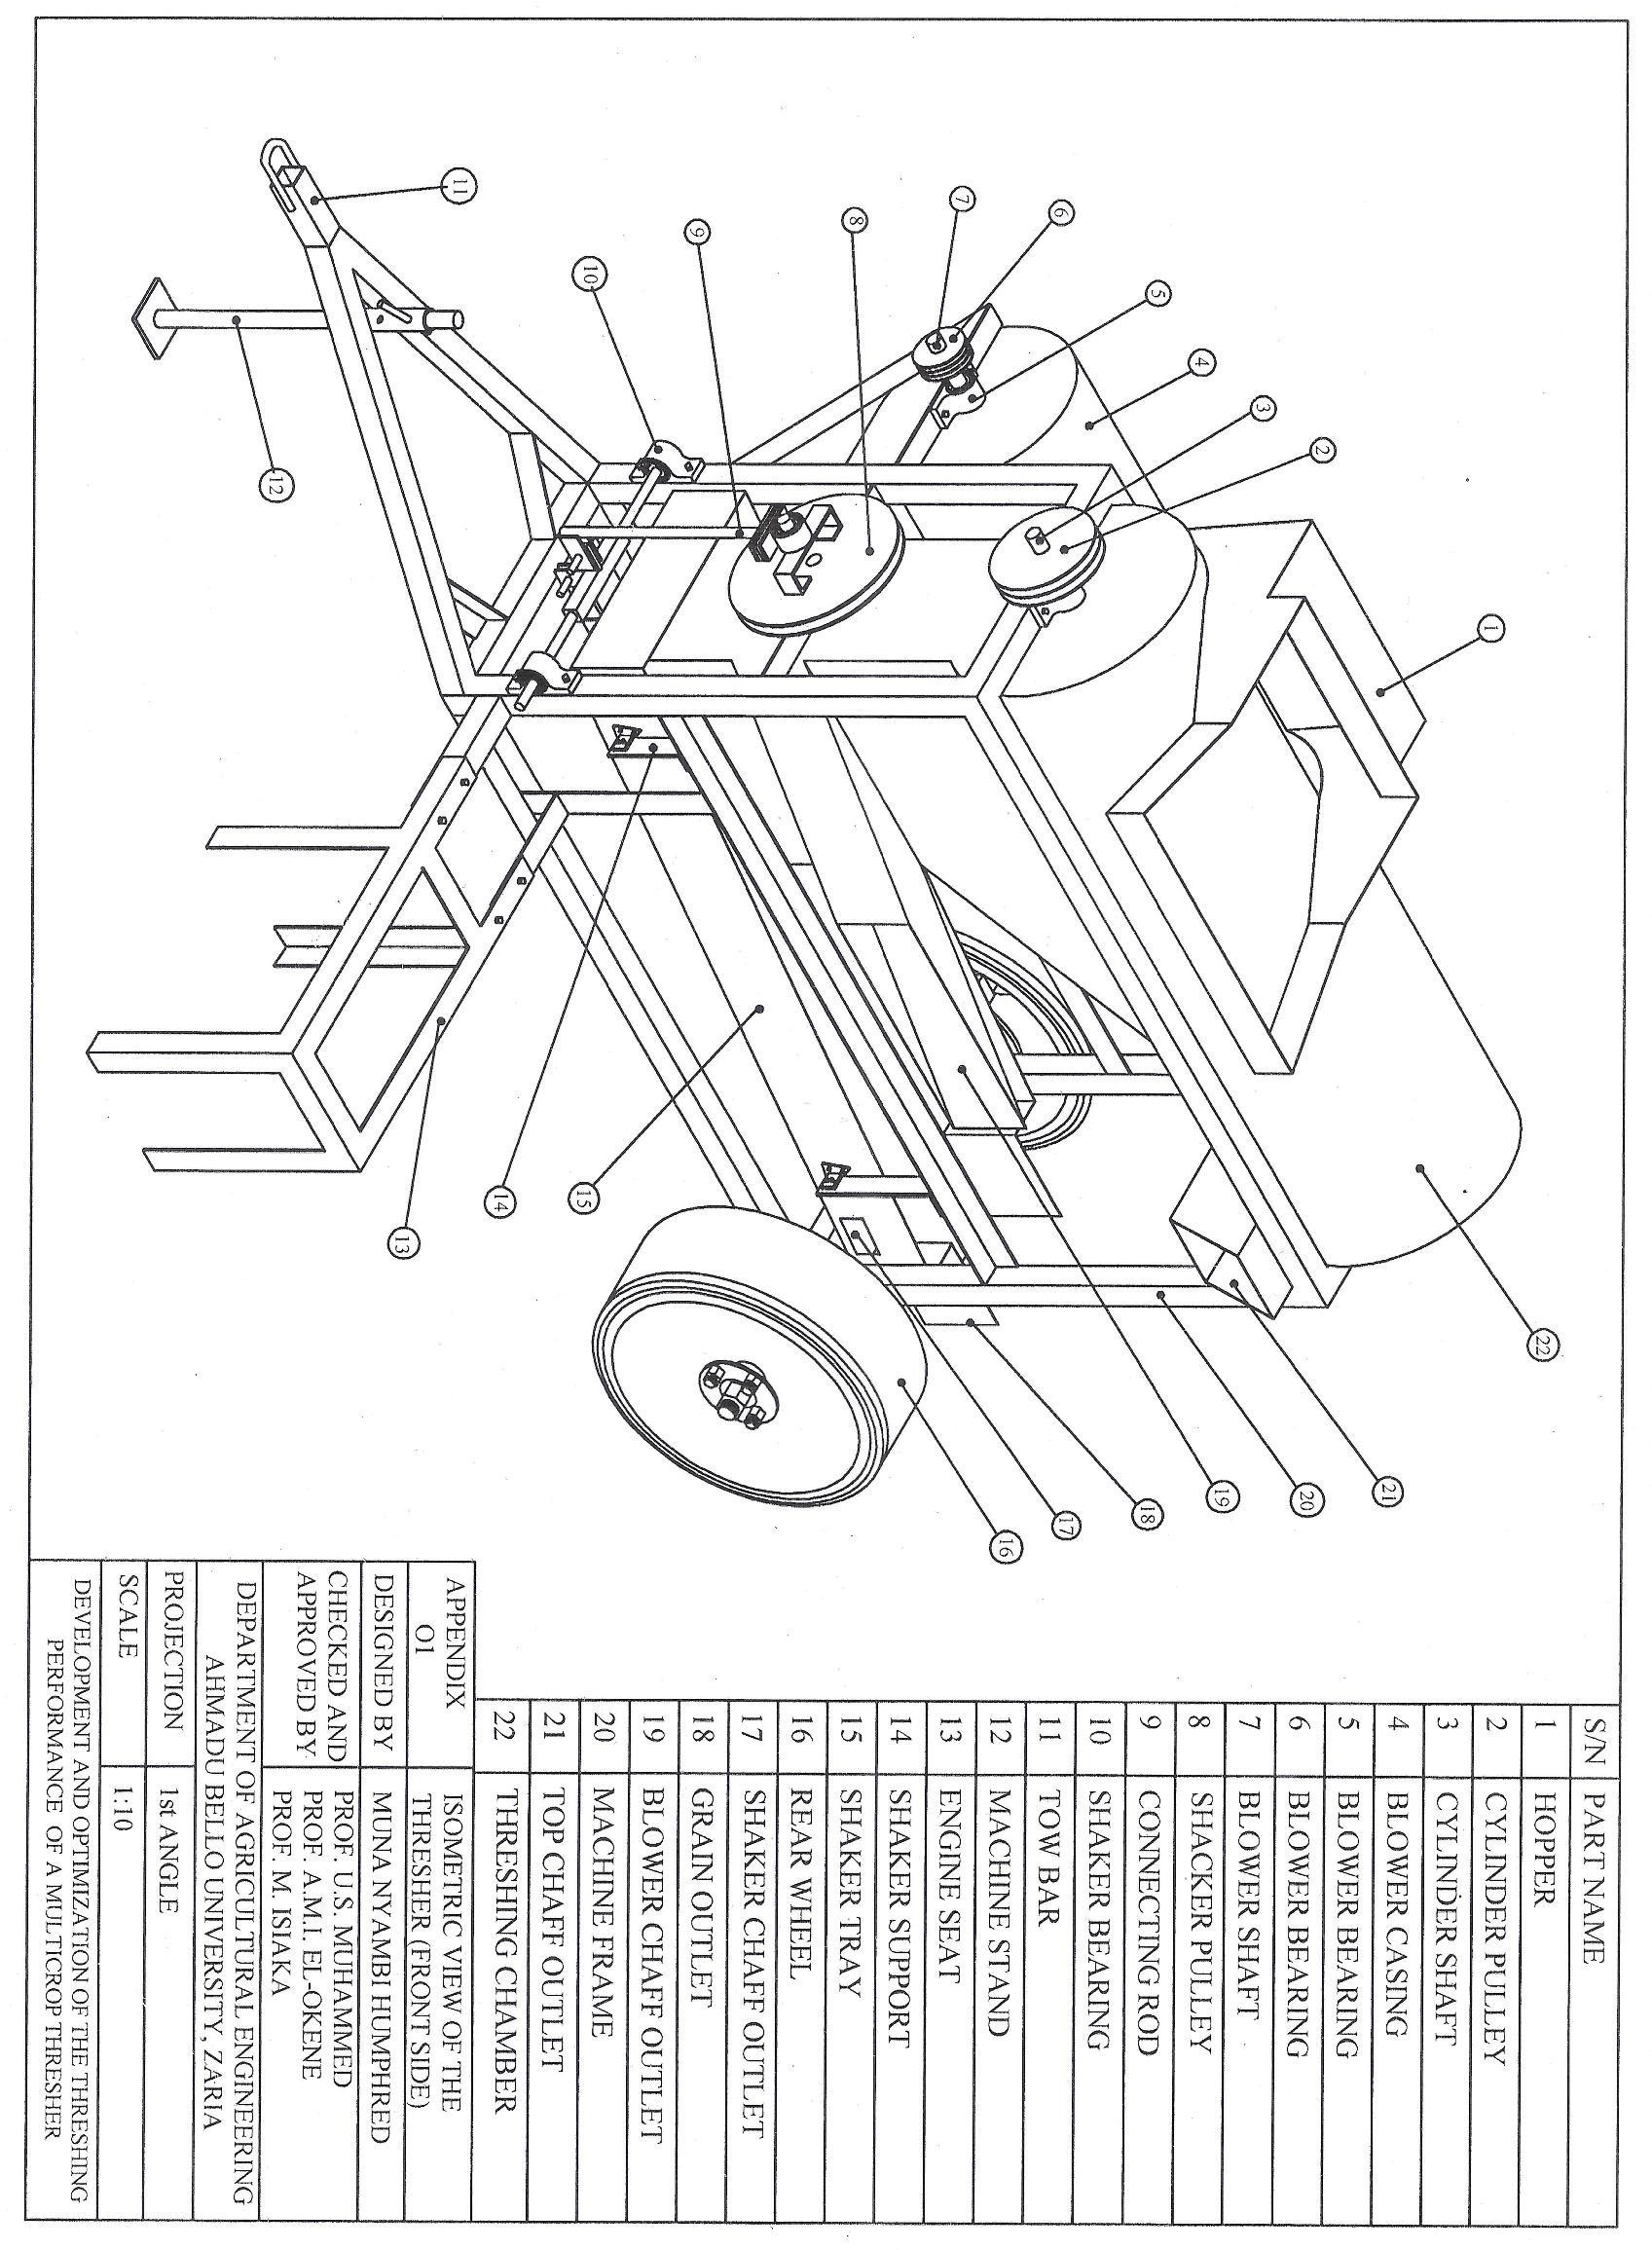 1
2
3
4
5
6
7
8
9
10
11
12
13
14
15
16
17
18
19
20
21
22
S/N PART NAME
1 HOPPER
2 CYLINDER PULLEY
3 CYLINDER SHAFT
4 BLOWER CASING
5 BLOWER BEARING
6 BLOWER BEARING
7 BLOWER SHAFT
8 SHACKER PULLEY
9 CONNECTING ROD
10 SHAKER BEARING
11 TOW BAR
12 MACHINE STAND
13 ENGINE SEAT
14 SHAKER SUPPORT
15 SHAKER TRAY
16 REAR WHEEL
17 SHAKER CHAFF OUTLET
18 GRAIN OUTLET
19 BLOWER CHAFF OUTLET
20 MACHINE FRAME
21 TOP CHAFF OUTLET
22 THRESHING CHAMBER
APPENDIX
O1
ISOMETRIC VIEW OF THE
THRESHER (FRONT SIDE)
DESIGNED BY MUNA NYAMBI HUMPHRED
CHECKED AND
APPROVED BY
PROF. U.S. MUHAMMED
PROF. A.M.I. EL-OKENE
PROF. M. ISIAKA
DEPARTMENT OF AGRICULTURAL ENGINEERING
AHMADU BELLO UNIVERSITY, ZARIA
PROJECTION 1st ANGLE
SCALE 1:10
DEVELOPMENT AND OPTIMIZATION OF THE THRESHING
PERFORMANCE OF A MULTICROP THRESHER